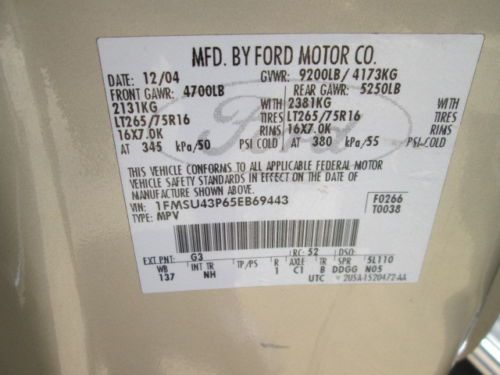 MFD. BY FORD MOTOR CO.
DATE: 12/04 GVWR: 9200LB/ 4173KG
FRONT GAWR: 4700LB REAR GAWR: 5250LB
2131KG WITH 2381KG WITH
LT265/75R16 TIRES LT265/75R16 TIRES
16X7.0K RIMS 16X7.0K RIMS
AT 345 kPa/50 PSI COLD AT 380 kPa/55 PSI COLD
THIS VEHICLE CONFORMS TO ALL APPLICABLE FEDERAL MOTOR
VEHICLE SAFETY STANDARDS IN EFFECT ON THE DATE OF
MANUFACTURE SHOWN ABOVE.
VIN: 1FMSU43P65EB69443 F0266
TYPE: MPV T0038
EXT PNT: G3 RC: 52 DSO:
WB INT TR TP/PS R AXLE TR SPR 5L110
137 NH 1 C1 B DDGG N05
UTC 2U5A-1520472-AA
Ford